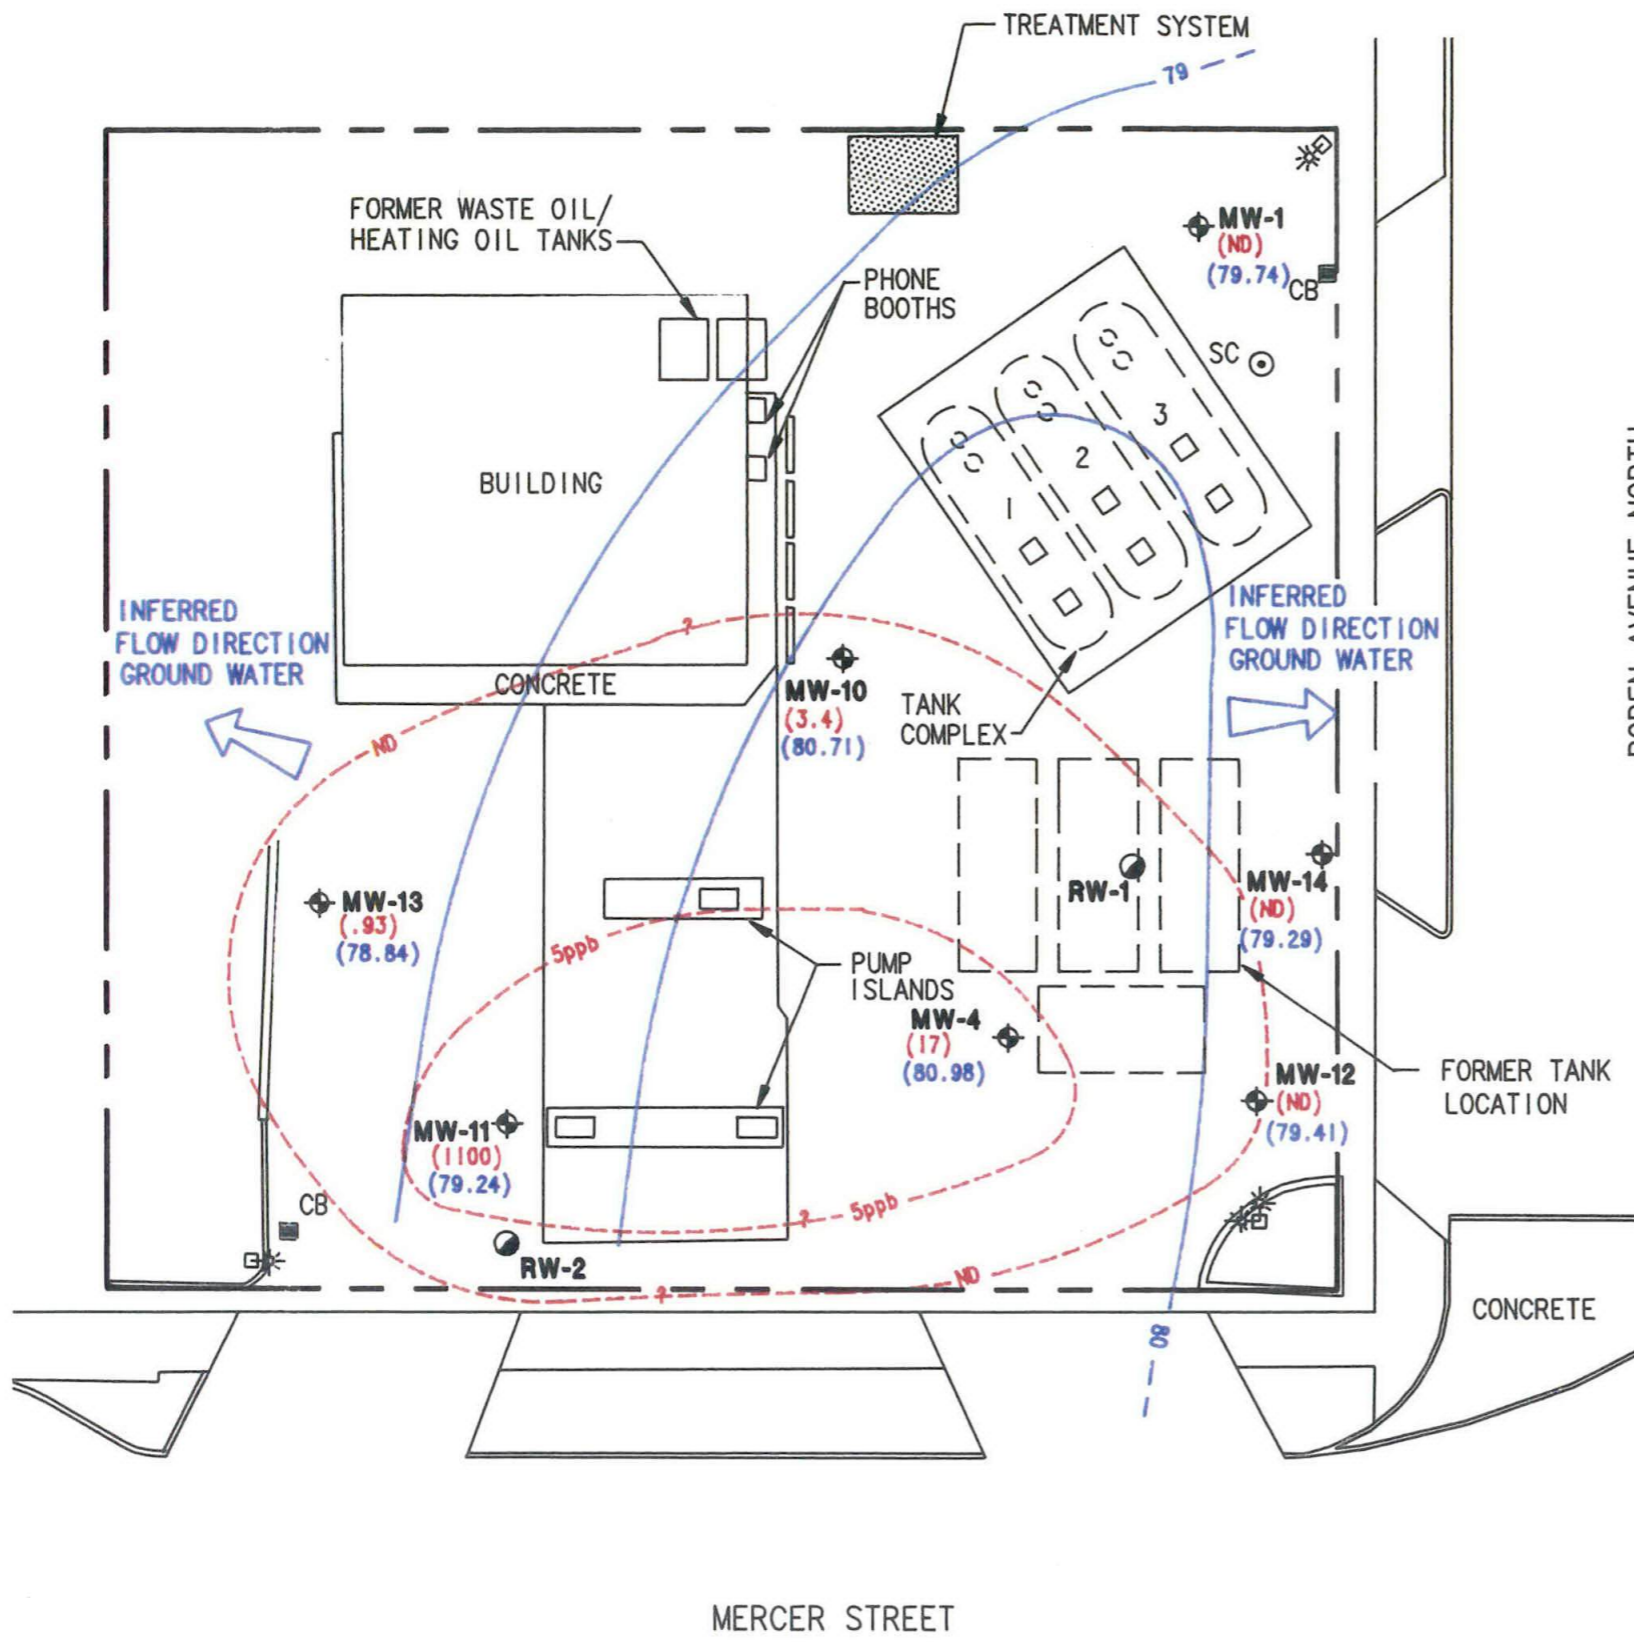 TREATMENT SYSTEM
79
FORMER WASTE OIL/
HEATING OIL TANKS
MW-1
(ND)
(79.74)
CB
PHONE
BOOTHS
SC
3
2
1
BUILDING
INFERRED
FLOW DIRECTION
GROUND WATER
INFERRED
FLOW DIRECTION
GROUND WATER
?
CONCRETE
MW-10
(3.4)
(80.71)
TANK
COMPLEX
ND
AVENUE NORTH
MW-13
(.93)
(78.84)
RW-1
MW-14
(ND)
(79.29)
5ppb
PUMP
ISLANDS
MW-4
(17)
(80.98)
FORMER TANK
LOCATION
MW-12
(ND)
(79.41)
MW-11
(1100)
(79.24)
CB
? 5ppb
RW-2
ND
?
80
CONCRETE
MERCER STREET